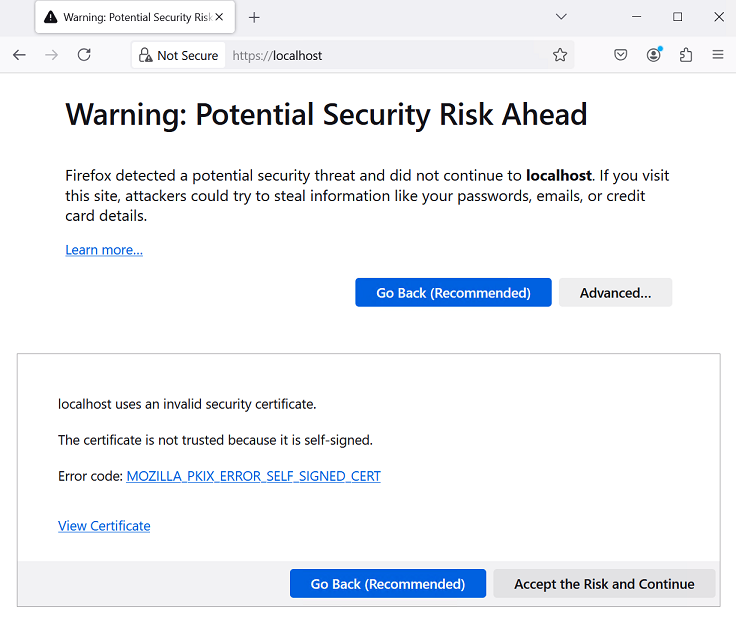 Warning: Potential Security Risk
Not Secure https://localhost
Warning: Potential Security Risk Ahead
Firefox detected a potential security threat and did not continue to localhost. If you visit
this site, attackers could try to steal information like your passwords, emails, or credit
card details.
Learn more...
Go Back (Recommended) Advanced...
localhost uses an invalid security certificate.
The certificate is not trusted because it is self-signed.
Error code: MOZILLA_PKIX_ERROR_SELF_SIGNED_CERT
View Certificate
Go Back (Recommended) Accept the Risk and Continue